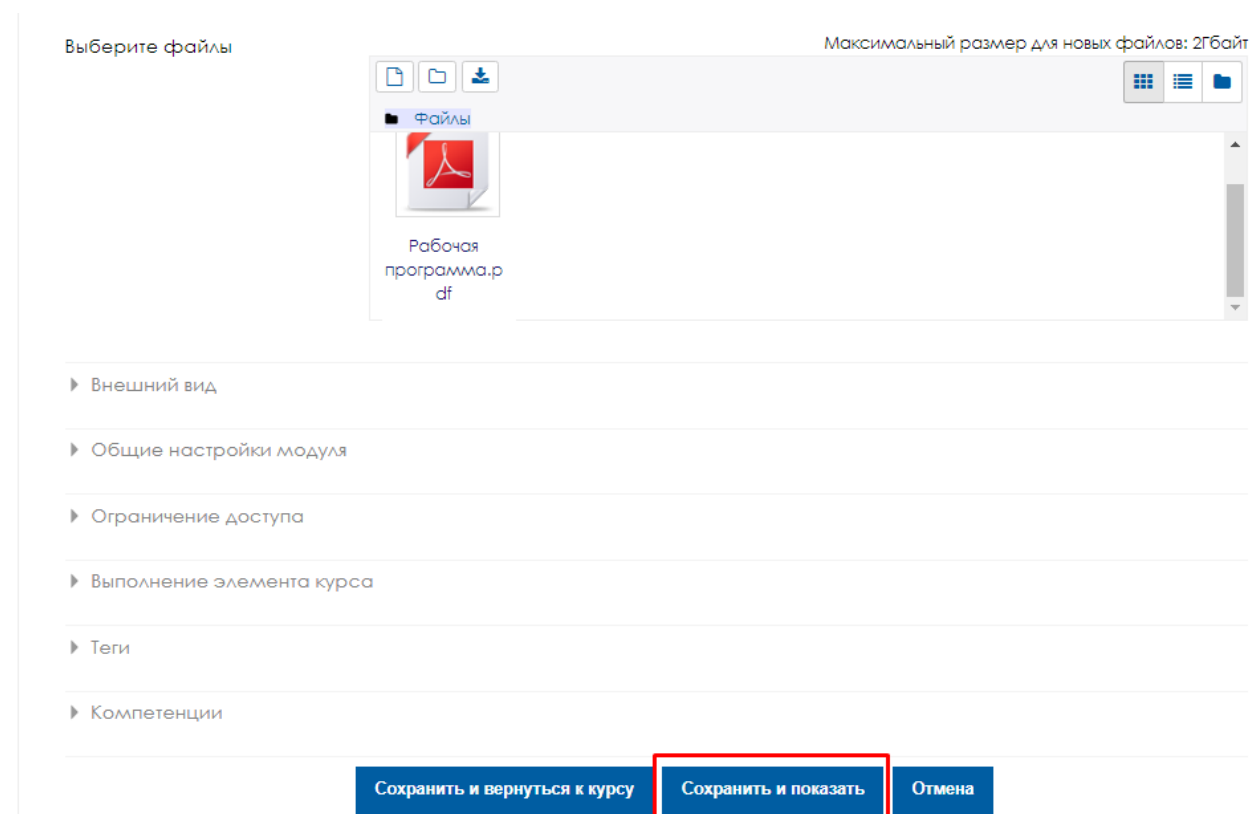 Выберите файлы
Максимальный размер для новых файлов: 2Гбайт
Файлы
Рабочая
программа.p
df
Внешний вид
Общие настройки модуля
Ограничение доступа
Выполнение элемента курса
Теги
Компетенции
Сохранить и вернуться к курсу Сохранить и показать Отмена